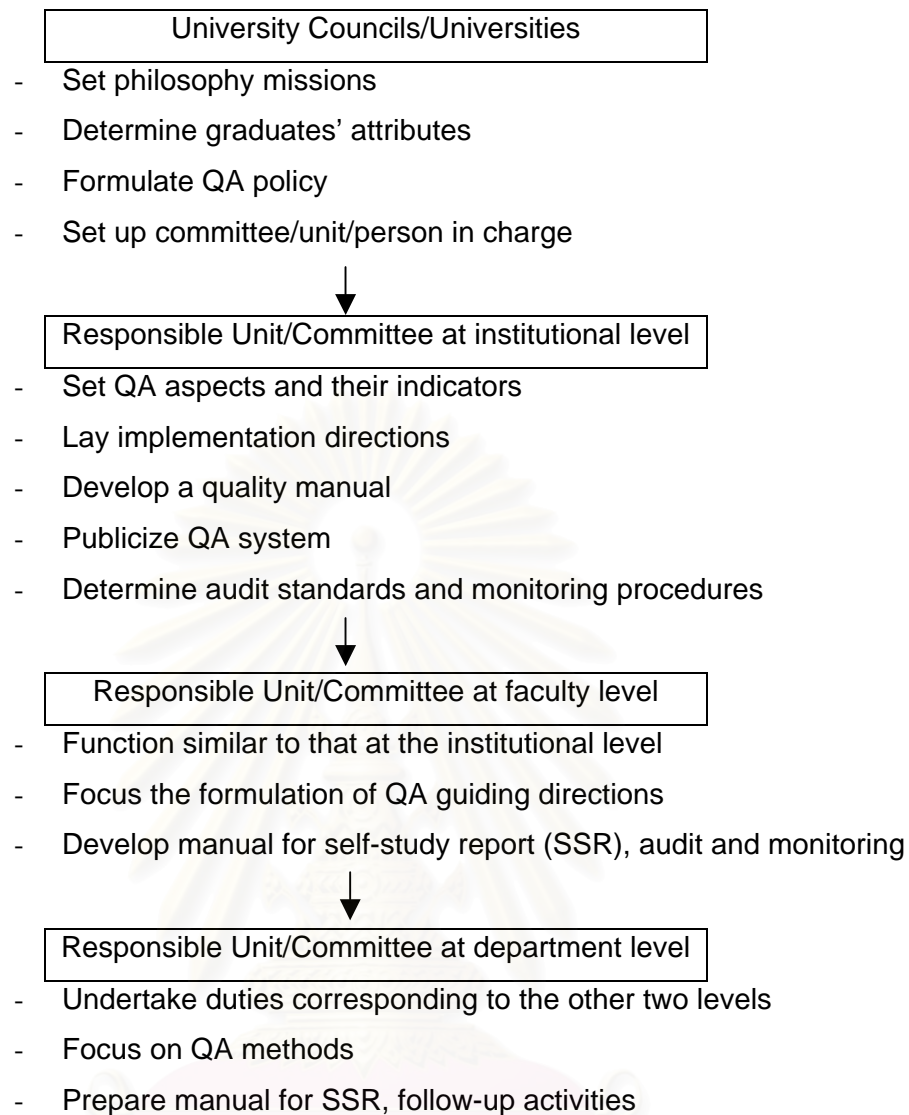 University Councils/Universities
- Set philosophy missions
- Determine graduates’ attributes
- Formulate QA policy
- Set up committee/unit/person in charge
Responsible Unit/Committee at institutional level
- Set QA aspects and their indicators
- Lay implementation directions
- Develop a quality manual
- Publicize QA system
- Determine audit standards and monitoring procedures
Responsible Unit/Committee at faculty level
- Function similar to that at the institutional level
- Focus the formulation of QA guiding directions
- Develop manual for self-study report (SSR), audit and monitoring
Responsible Unit/Committee at department level
- Undertake duties corresponding to the other two levels
- Focus on QA methods
- Prepare manual for SSR, follow-up activities